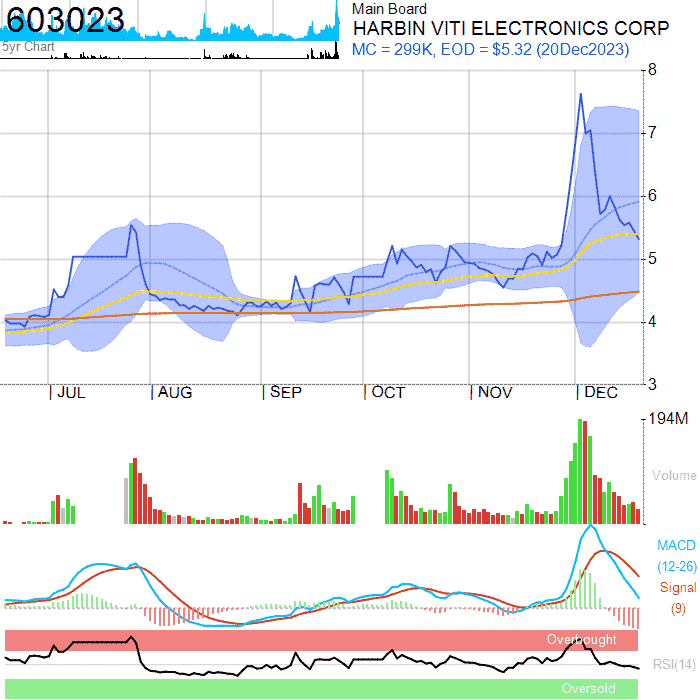 603023
5yr Chart
Main Board
HARBIN VITI ELECTRONICS CORP
MC = 299K, EOD = $5.32 (20Dec2023)
8
7
6
5
4
3
| JUL | AUG | SEP | OCT | NOV | DEC
194M
Volume
MACD
(12-26)
Signal
(9)
Overbought
RSI(14)
Oversold